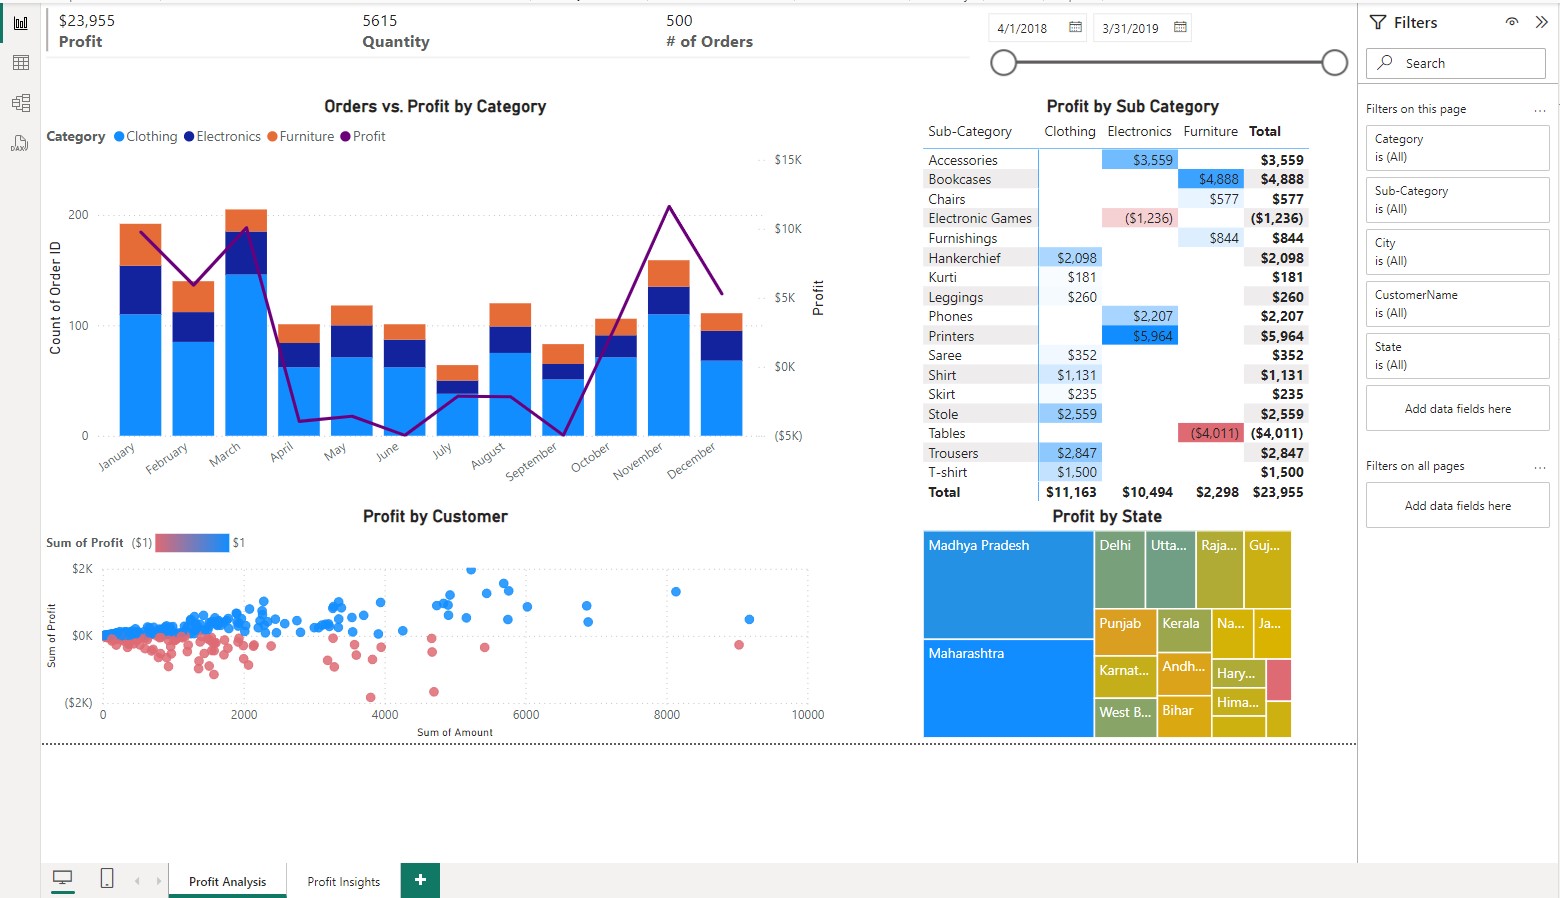 $23,955 5615 500
Profit Quantity # of Orders
4/1/2018 3/31/2019
Orders vs. Profit by Category
Category Clothing Electronics Furniture Profit
Count of Order ID
200
100
0
$15K
$10K
$5K
$0K
($5K)
Profit
January February March April May June July August September October November December
Profit by Sub Category
Sub-Category Clothing Electronics Furniture Total
Accessories $3,559 $3,559
Bookcases $4,888 $4,888
Chairs $577 $577
Electronic Games ($1,236) ($1,236)
Furnishings $844 $844
Hankerchief $2,098 $2,098
Kurti $181 $181
Leggings $260 $260
Phones $2,207 $2,207
Printers $5,964 $5,964
Saree $352 $352
Shirt $1,131 $1,131
Skirt $235 $235
Stole $2,559 $2,559
Tables ($4,011) ($4,011)
Trousers $2,847 $2,847
T-shirt $1,500 $1,500
Total $11,163 $10,494 $2,298 $23,955
Profit by Customer
Sum of Profit ($1) $1
Sum of Profit
$2K
$0K
($2K)
0 2000 4000 6000 8000 10000
Sum of Amount
Profit by State
Madhya Pradesh
Maharashtra
Delhi Utta... Raja... Guj...
Punjab Kerala Na... Ja...
Karnat... Andh... Hary...
West B... Bihar Hima...
Filters
Search
Filters on this page ...
Category
is (All)
Sub-Category
is (All)
City
is (All)
CustomerName
is (All)
State
is (All)
Add data fields here
Filters on all pages ...
Add data fields here
DAX
Profit Analysis Profit Insights +